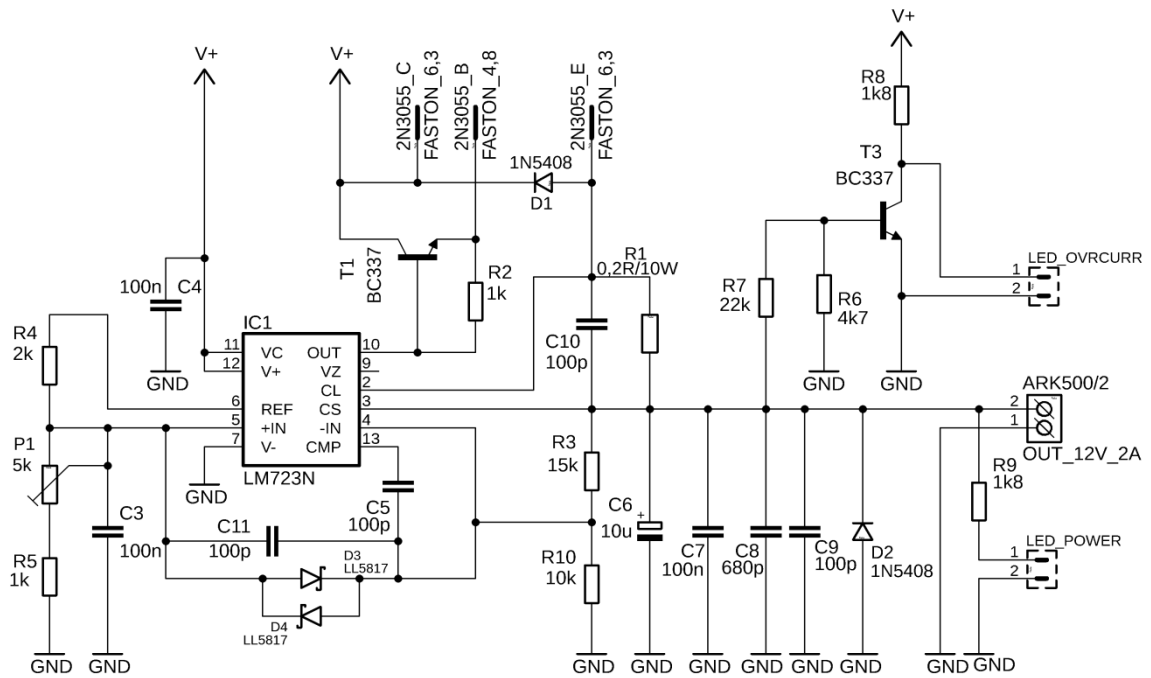 V+
V+
V+
2N3055_C
FASTON_6,3
2N3055_B
FASTON_4,8
2N3055_E
FASTON_6,3
R8
1k8
1N5408
D1
T3
BC337
T1
BC337
R2
1k
R1
0,2R/10W
R7
22k
R6
4k7
LED_OVRCURR
1
2
100n
C4
GND
R4
2k
IC1
11
VC
OUT
10
12
V+
VZ
9
CL
2
6
REF
CS
3
5
+IN
-IN
4
7
V-
CMP
13
LM723N
GND
C10
100p
GND
GND
ARK500/2
2
1
OUT_12V_2A
P1
5k
C3
100n
R5
1k
C11
100p
C5
100p
D3
LL5817
D4
LL5817
R3
15k
R10
10k
C6
+
10u
C7
100n
C8
680p
C9
100p
D2
1N5408
R9
1k8
LED_POWER
1
2
GND
GND
GND
GND
GND
GND
GND
GND
GND
GND